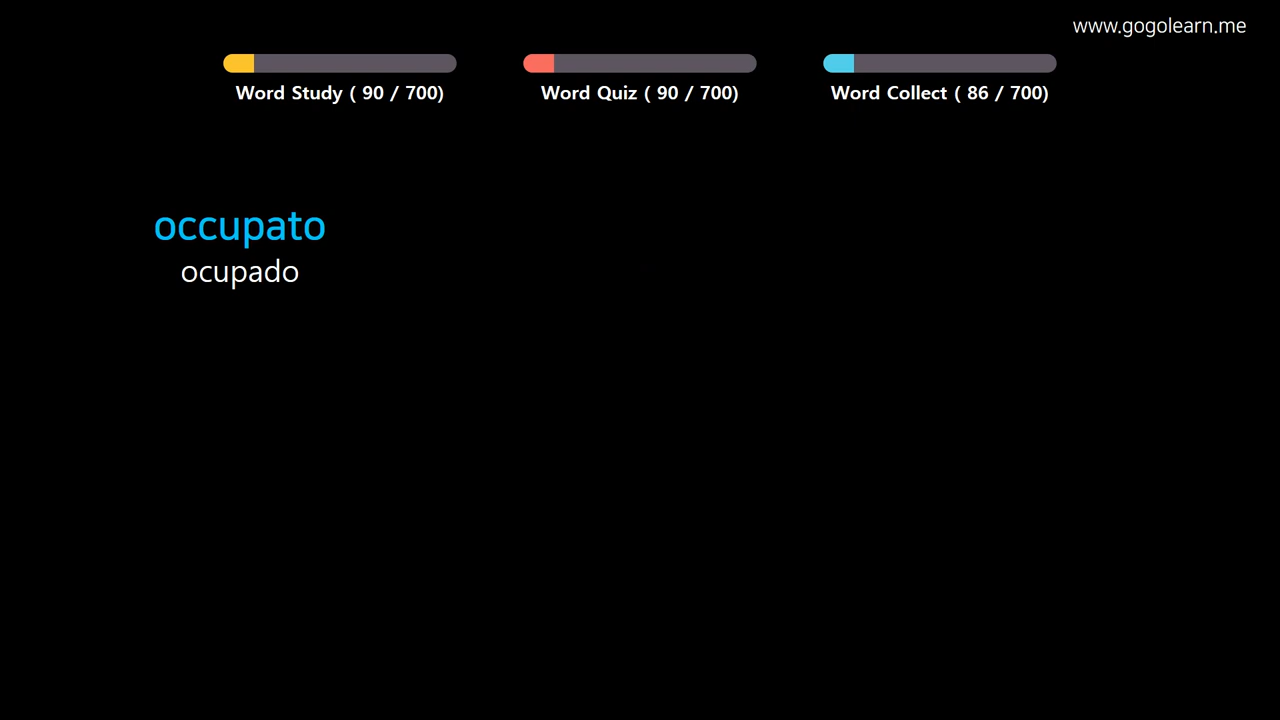 www.gogolearn.me
Word Study ( 90 / 700)
Word Quiz ( 90 / 700)
Word Collect ( 86 / 700)
occupato
ocupado